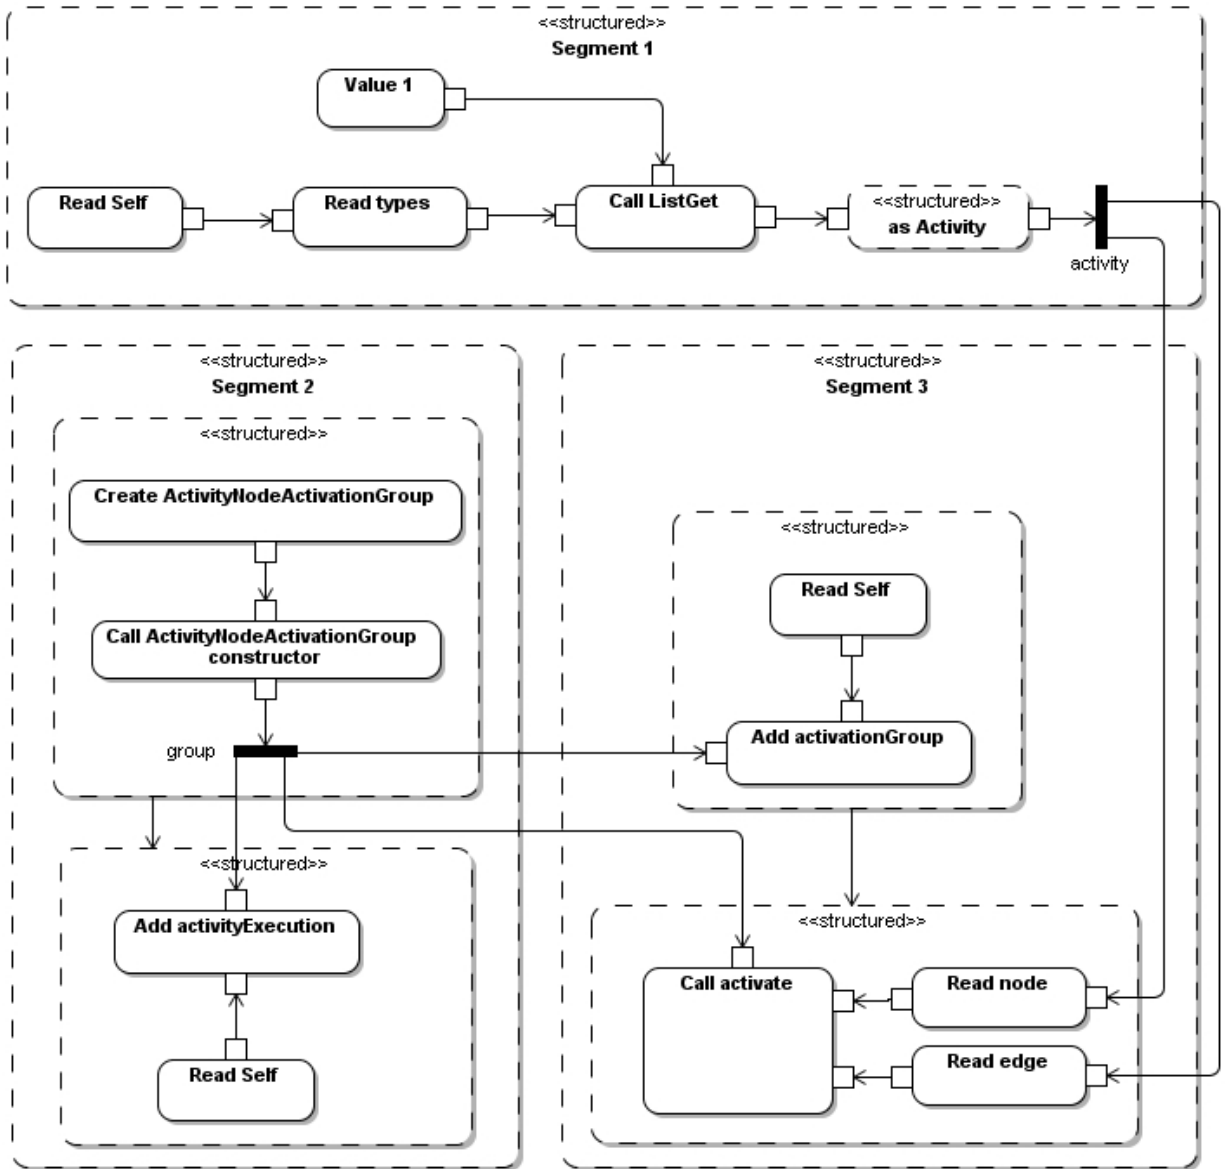 <<structured>>
Segment 1
Value 1
Read Self
Read types
Call ListGet
<<structured>>
as Activity
activity
<<structured>>
Segment 2
<<structured>>
Create ActivityNodeActivationGroup
Call ActivityNodeActivationGroup
constructor
group
<<structured>>
Add activityExecution
Read Self
<<structured>>
Segment 3
<<structured>>
Read Self
Add activationGroup
<<structured>>
Call activate
Read node
Read edge